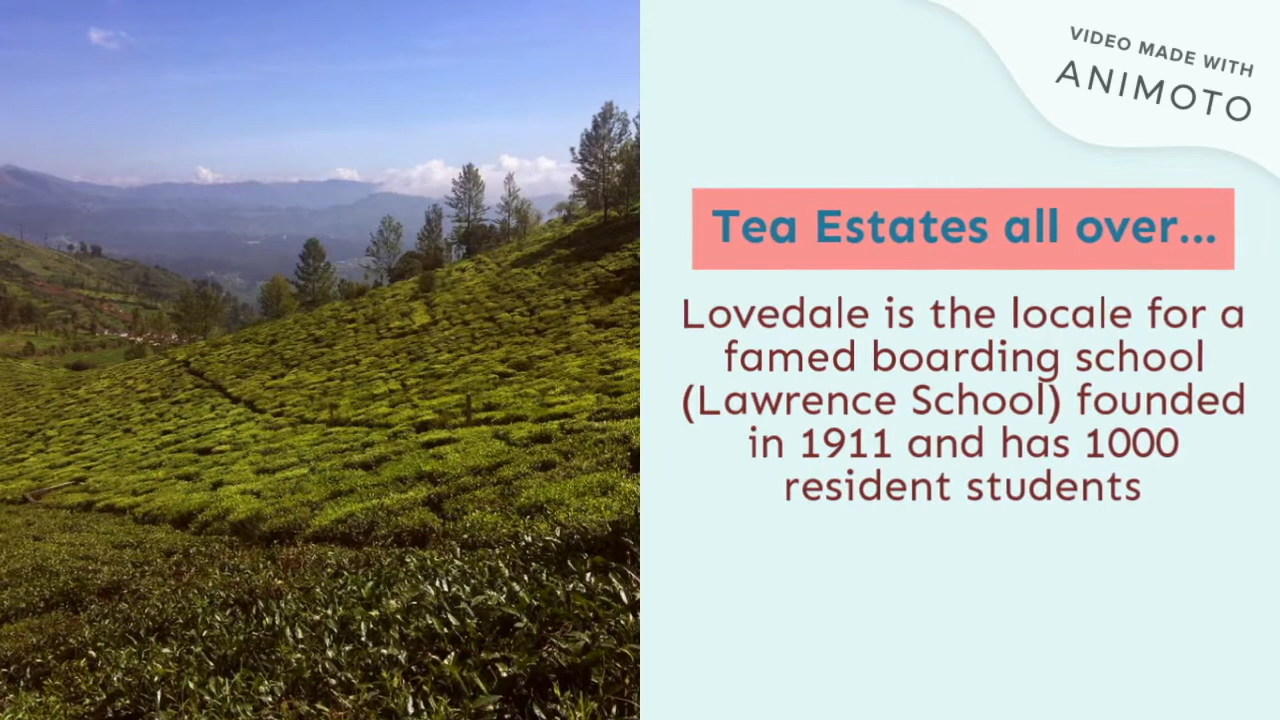 VIDEO MADE WITH
ANIMOTO
Tea Estates all over...
Lovedale is the locale for a
famed boarding school
(Lawrence School) founded
in 1911 and has 1000
resident students